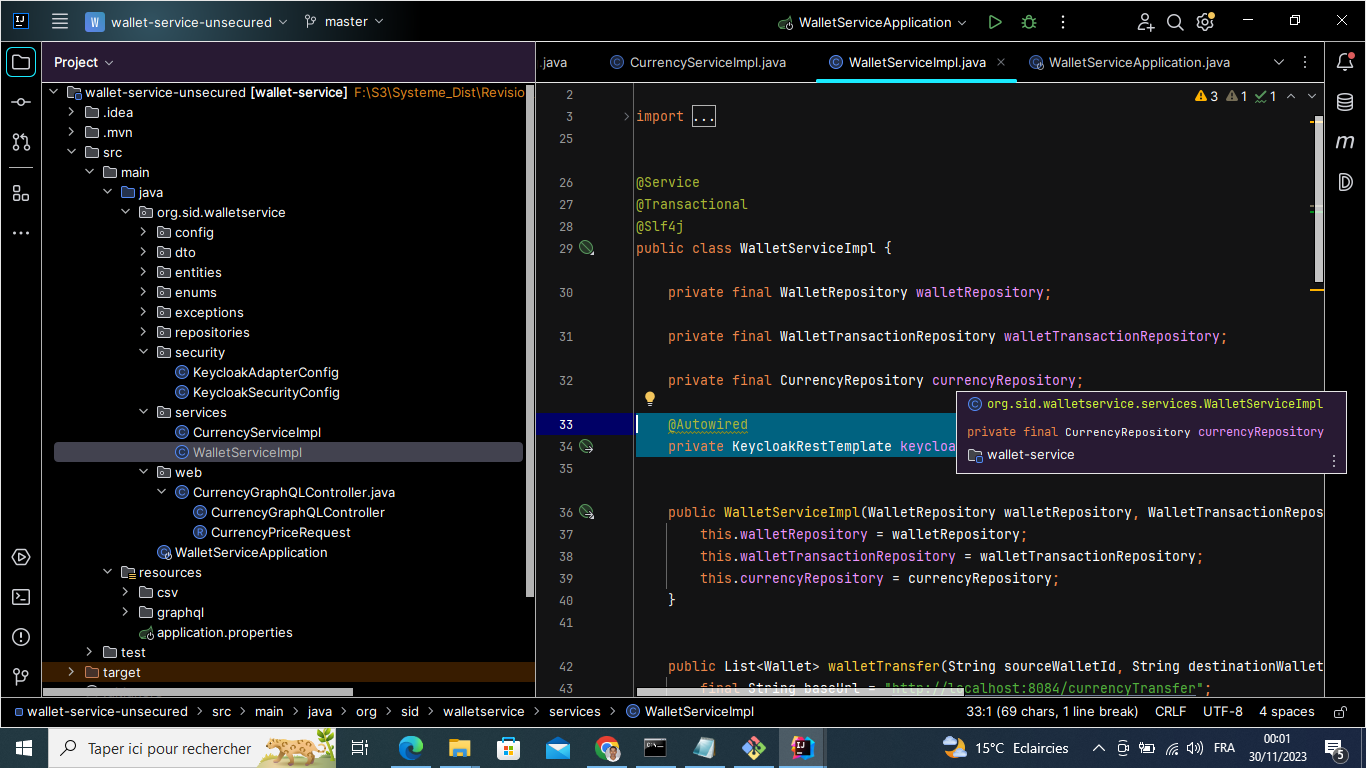 wallet-service-unsecured
master
WalletServiceApplication
Project
.java
CurrencyServiceImpl.java
WalletServiceImpl.java
WalletServiceApplication.java
wallet-service-unsecured [wallet-service] F:\S3\Systeme_Dist\Revisio
.idea
.mvn
src
main
java
org.sid.walletservice
config
dto
entities
enums
exceptions
repositories
security
KeycloakAdapterConfig
KeycloakSecurityConfig
services
CurrencyServiceImpl
WalletServiceImpl
web
CurrencyGraphQLController.java
CurrencyGraphQLController
CurrencyPriceRequest
WalletServiceApplication
resources
csv
graphql
application.properties
test
target
3 1 1
2
3 import ...
25
26 @Service
27 @Transactional
28 @Slf4j
29 public class WalletServiceImpl {
30 private final WalletRepository walletRepository;
31 private final WalletTransactionRepository walletTransactionRepository;
32 private final CurrencyRepository currencyRepository;
33 @Autowired
34 private KeycloakRestTemplate keycloa
35
36 public WalletServiceImpl(WalletRepository walletRepository, WalletTransactionRepos
37 this.walletRepository = walletRepository;
38 this.walletTransactionRepository = walletTransactionRepository;
39 this.currencyRepository = currencyRepository;
40 }
41
42 public List<Wallet> walletTransfer(String sourceWalletId, String destinationWallet
43 final String baseUrl = "http://localhost:8084/currencyTransfer";
org.sid.walletservice.services.WalletServiceImpl
private final CurrencyRepository currencyRepository
wallet-service
wallet-service-unsecured > src > main > java > org > sid > walletservice > services > WalletServiceImpl
33:1 (69 chars, 1 line break) CRLF UTF-8 4 spaces
Taper ici pour rechercher
15°C Eclaircies
FRA
00:01
30/11/2023
5